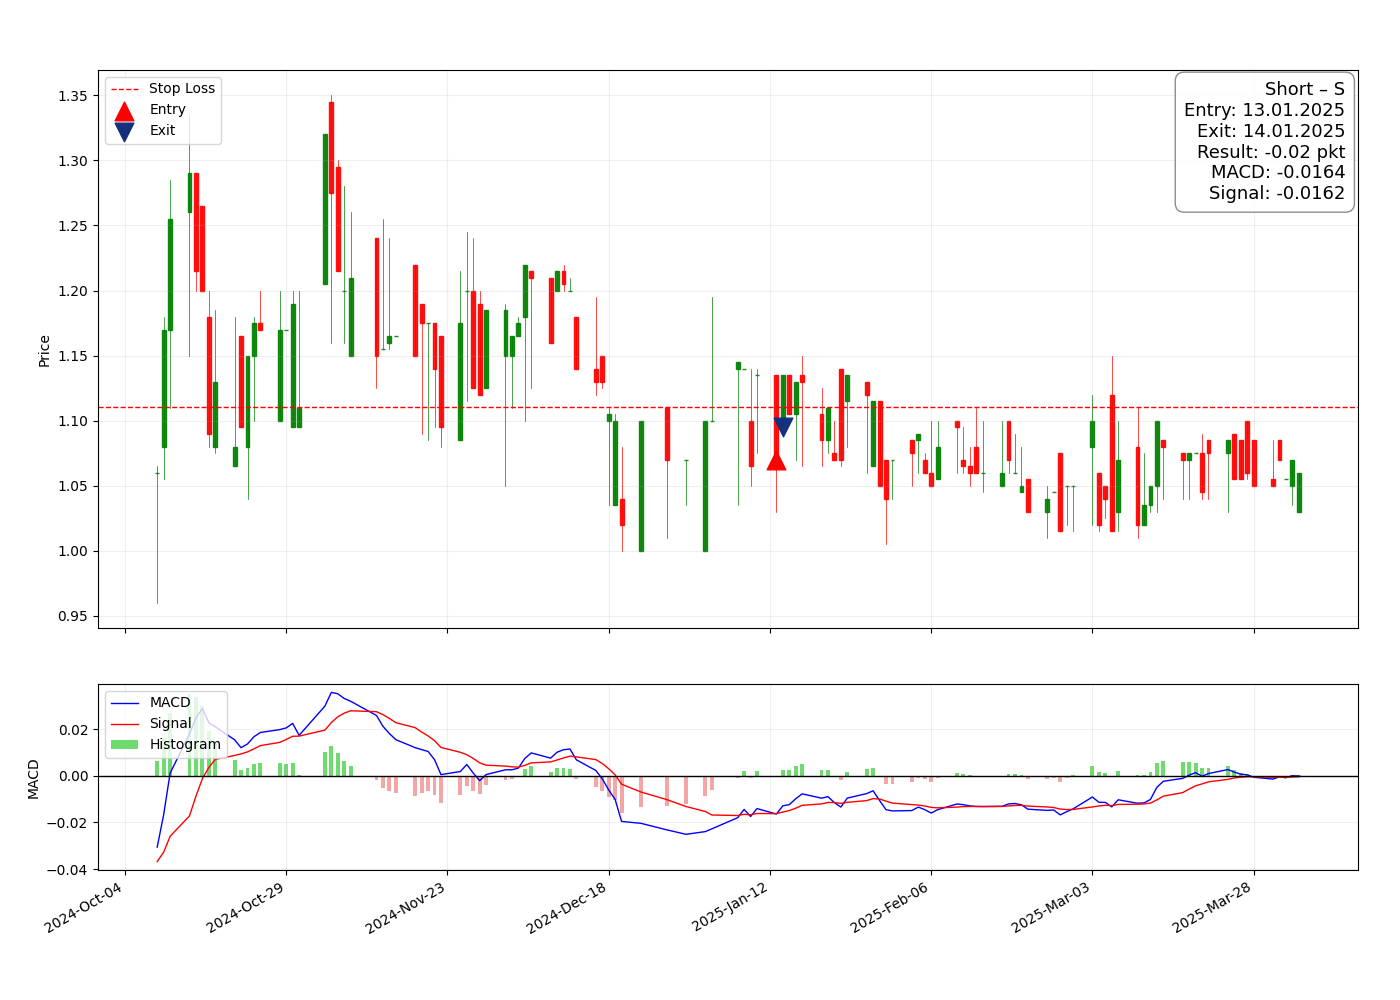 Stop Loss
Entry
Exit
Short – S
Entry: 13.01.2025
Exit: 14.01.2025
Result: -0.02 pkt
MACD: -0.0164
Signal: -0.0162
1.35
1.30
1.25
1.20
1.15
1.10
1.05
1.00
0.95
Price
MACD
Signal
Histogram
0.02
0.00
−0.02
−0.04
MACD
2024-Oct-04
2024-Oct-29
2024-Nov-23
2024-Dec-18
2025-Jan-12
2025-Feb-06
2025-Mar-03
2025-Mar-28